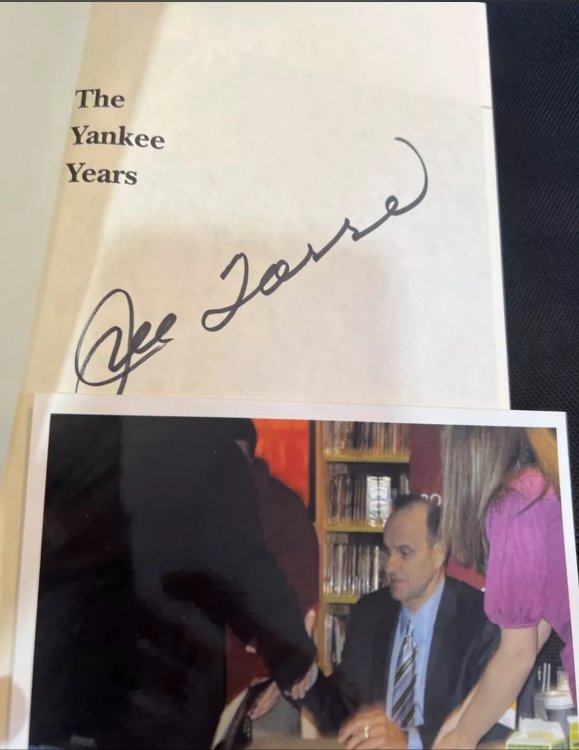 The
Yankee
Years
Joe Torre